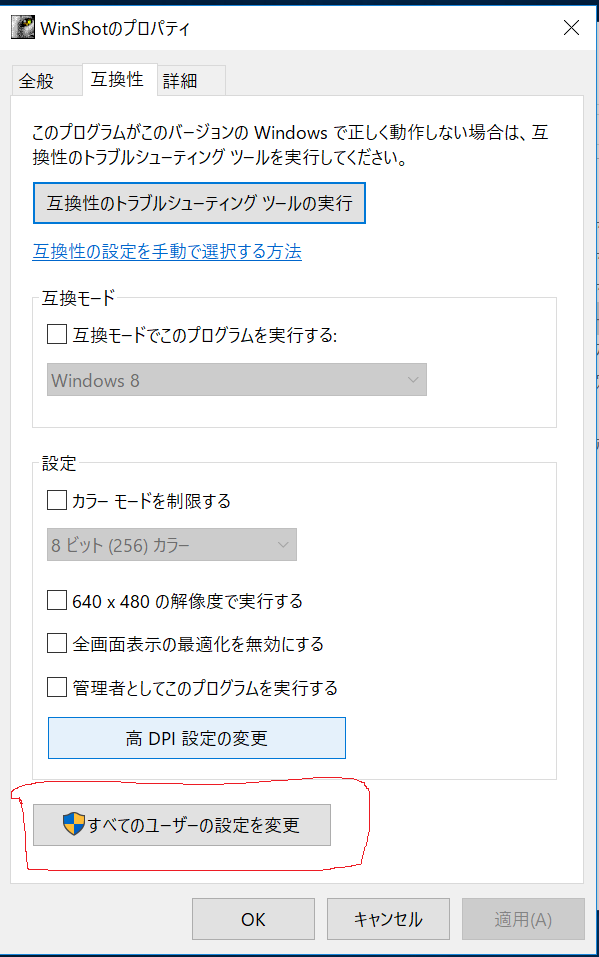 WinShotのプロパティ
全般 互換性 詳細
このプログラムがこのバージョンの Windows で正しく動作しない場合は、互
換性のトラブルシューティング ツールを実行してください。
互換性のトラブルシューティング ツールの実行
互換性の設定を手動で選択する方法
互換モード
互換モードでこのプログラムを実行する:
Windows 8
設定
カラー モードを制限する
8 ビット (256) カラー
640 x 480 の解像度で実行する
全画面表示の最適化を無効にする
管理者としてこのプログラムを実行する
高 DPI 設定の変更
すべてのユーザーの設定を変更
OK キャンセル 適用(A)